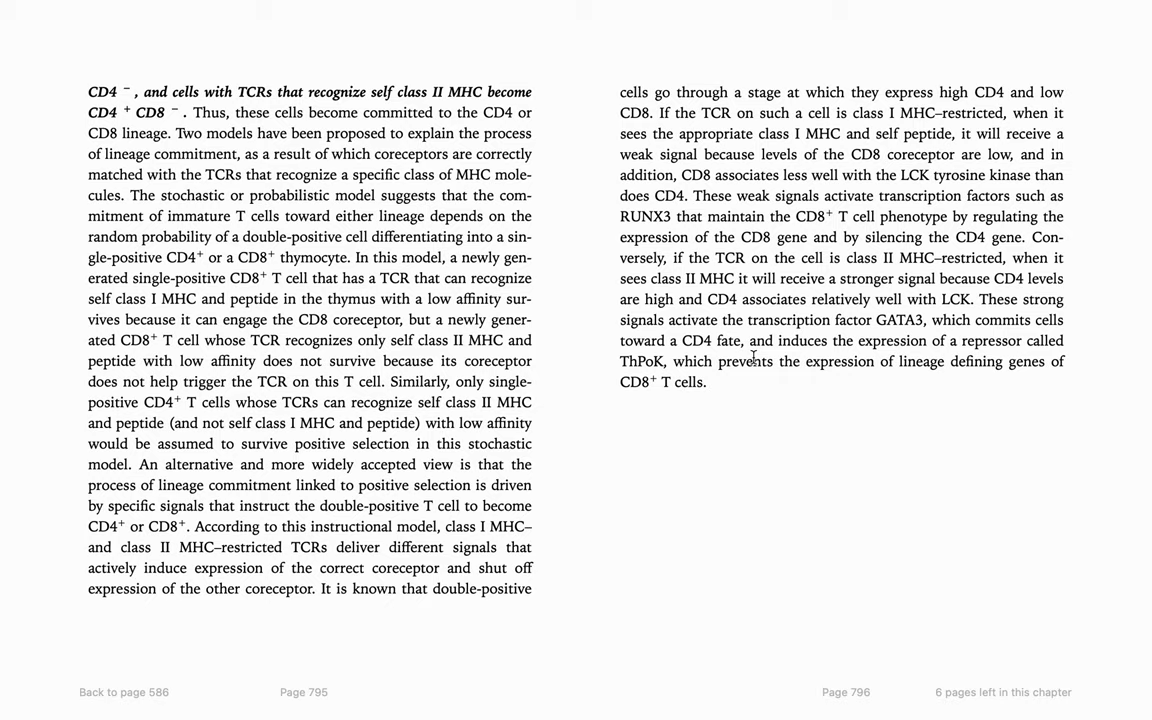 CD4 ⁻ , and cells with TCRs that recognize self class II MHC become
CD4 ⁺ CD8 ⁻ . Thus, these cells become committed to the CD4 or
CD8 lineage. Two models have been proposed to explain the process
of lineage commitment, as a result of which coreceptors are correctly
matched with the TCRs that recognize a specific class of MHC mole-
cules. The stochastic or probabilistic model suggests that the com-
mitment of immature T cells toward either lineage depends on the
random probability of a double-positive cell differentiating into a sin-
gle-positive CD4⁺ or a CD8⁺ thymocyte. In this model, a newly gen-
erated single-positive CD8⁺ T cell that has a TCR that can recognize
self class I MHC and peptide in the thymus with a low affinity sur-
vives because it can engage the CD8 coreceptor, but a newly gener-
ated CD8⁺ T cell whose TCR recognizes only self class II MHC and
peptide with low affinity does not survive because its coreceptor
does not help trigger the TCR on this T cell. Similarly, only single-
positive CD4⁺ T cells whose TCRs can recognize self class II MHC
and peptide (and not self class I MHC and peptide) with low affinity
would be assumed to survive positive selection in this stochastic
model. An alternative and more widely accepted view is that the
process of lineage commitment linked to positive selection is driven
by specific signals that instruct the double-positive T cell to become
CD4⁺ or CD8⁺. According to this instructional model, class I MHC–
and class II MHC–restricted TCRs deliver different signals that
actively induce expression of the correct coreceptor and shut off
expression of the other coreceptor. It is known that double-positive
cells go through a stage at which they express high CD4 and low
CD8. If the TCR on such a cell is class I MHC–restricted, when it
sees the appropriate class I MHC and self peptide, it will receive a
weak signal because levels of the CD8 coreceptor are low, and in
addition, CD8 associates less well with the LCK tyrosine kinase than
does CD4. These weak signals activate transcription factors such as
RUNX3 that maintain the CD8⁺ T cell phenotype by regulating the
expression of the CD8 gene and by silencing the CD4 gene. Con-
versely, if the TCR on the cell is class II MHC–restricted, when it
sees class II MHC it will receive a stronger signal because CD4 levels
are high and CD4 associates relatively well with LCK. These strong
signals activate the transcription factor GATA3, which commits cells
toward a CD4 fate, and induces the expression of a repressor called
ThPoK, which prevents the expression of lineage defining genes of
CD8⁺ T cells.
Back to page 586
Page 795
Page 796
6 pages left in this chapter